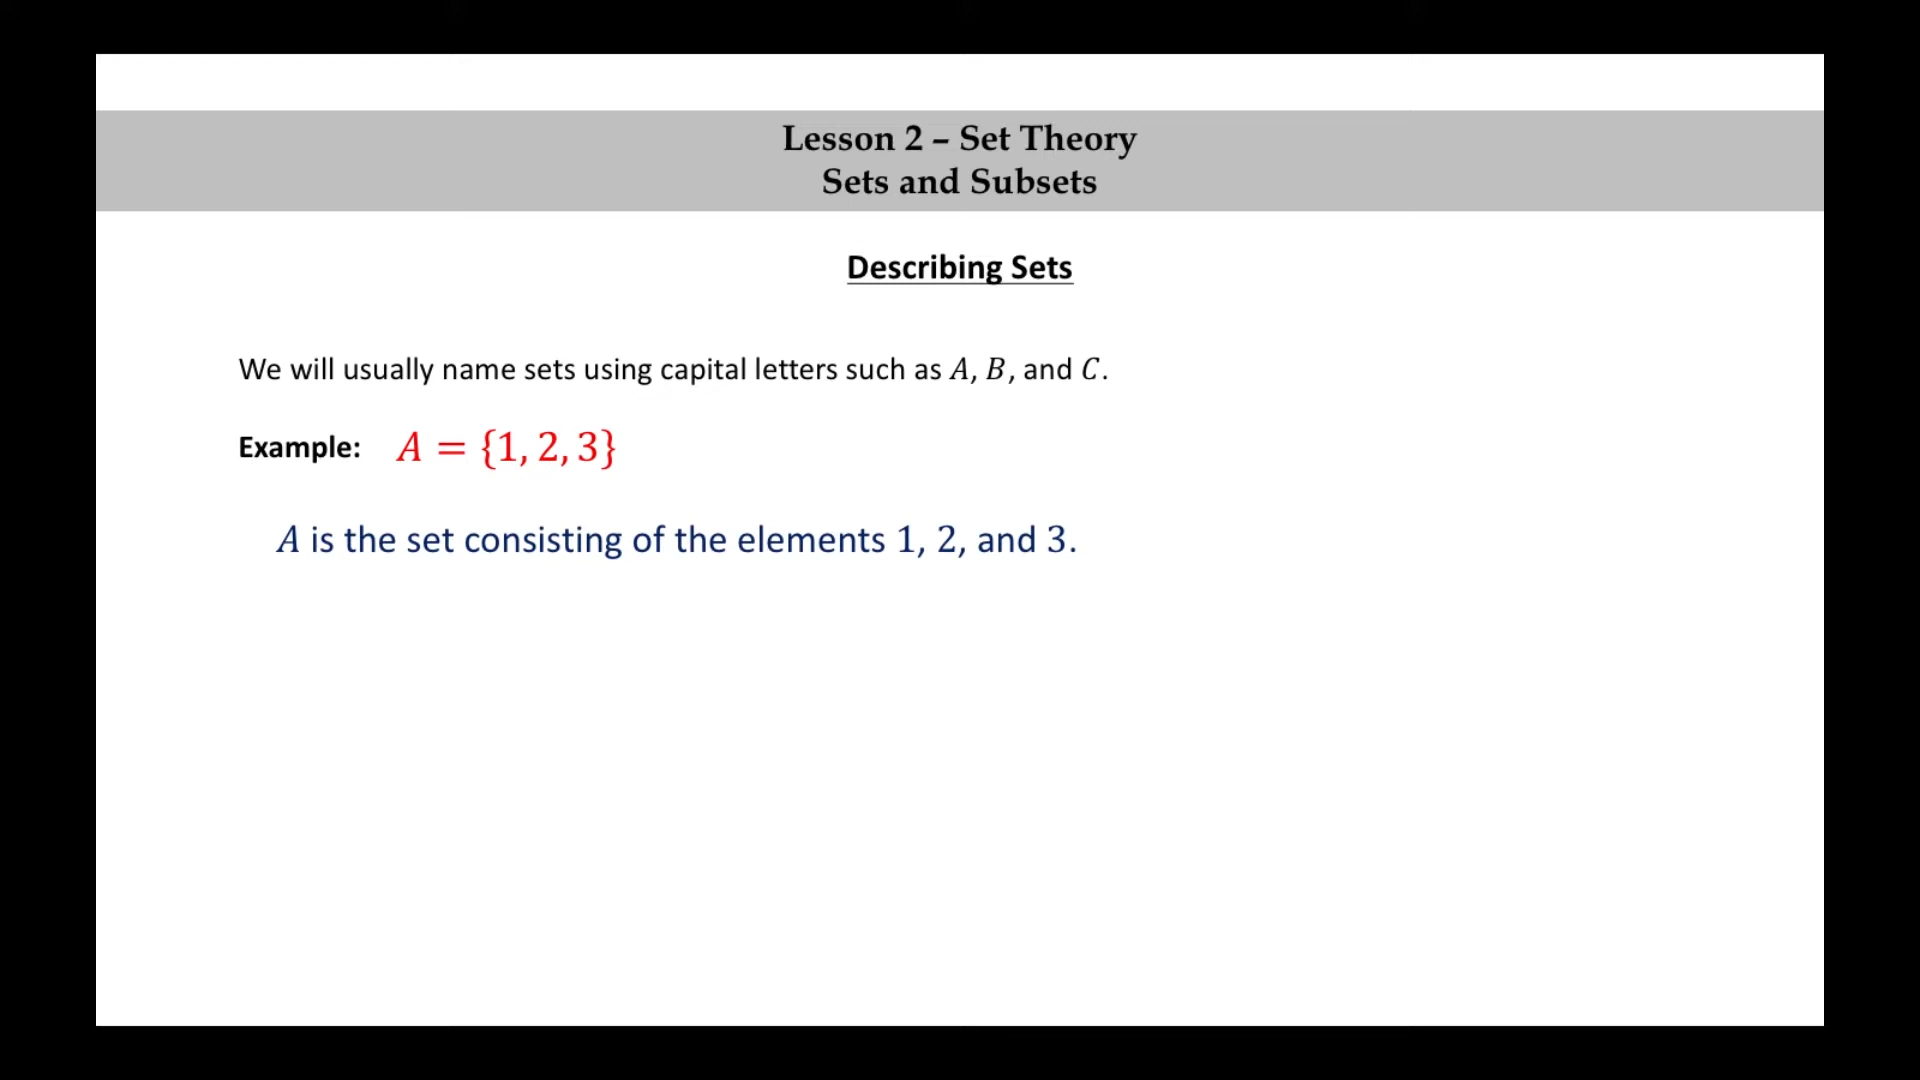 Lesson 2 – Set Theory
Sets and Subsets
Describing Sets
We will usually name sets using capital letters such as A, B, and C.
Example: A = {1, 2, 3}
A is the set consisting of the elements 1, 2, and 3.